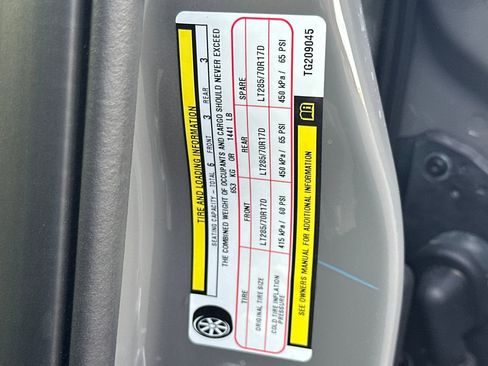 TIRE AND LOADING INFORMATION
SEATING CAPACITY - TOTAL 6 FRONT 3 REAR 3
THE COMBINED WEIGHT OF OCCUPANTS AND CARGO SHOULD NEVER EXCEED
653 KG OR 1441 LB
TIRE FRONT REAR SPARE
ORIGINAL TIRE SIZE LT285/70R17D LT285/70R17D LT285/70R17D
COLD TIRE INFLATION PRESSURE 415 kPa/ 60 PSI 450 kPa/ 65 PSI 450 kPa/ 65 PSI
SEE OWNERS MANUAL FOR ADDITIONAL INFORMATION
TG209045